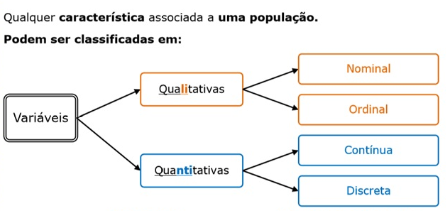 Qualquer característica associada a uma população.
Podem ser classificadas em:
Variáveis
Qualitativas
Quantitativas
Nominal
Ordinal
Contínua
Discreta